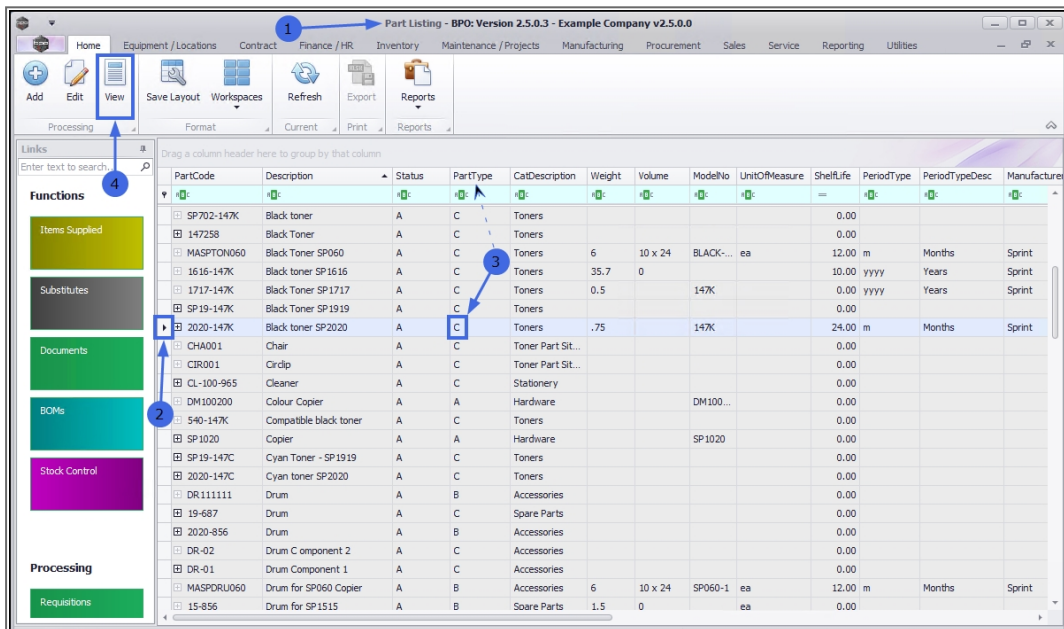 Part Listing - BPO: Version 2.5.0.3 - Example Company v2.5.0.0
1
Home Equipment / Locations Contract Finance / HR Inventory Maintenance / Projects Manufacturing Procurement Sales Service Reporting Utilities
Add Edit View Save Layout Workspaces Refresh Export Reports
Processing Format Current Print Reports
Links
Enter text to search...
4
Drag a column header here to group by that column
PartCode Description Status PartType CatDescription Weight Volume ModelNo UnitOfMeasure ShelfLife PeriodType PeriodTypeDesc Manufacturer
Functions
Items Supplied
Substitutes
Documents
BOMs
Stock Control
Processing
Requisitions
SP702-147K Black toner A C Toners 0.00
147258 Black Toner A C Toners 0.00
MASPTON060 Black Toner SP060 A C Toners 6 10 x 24 BLACK-... ea 12.00 m Months Sprint
3
1616-147K Black toner SP1616 A C Toners 35.7 0 10.00 yyyy Years Sprint
1717-147K Black Toner SP1717 A C Toners 0.5 147K 0.00 yyyy Years Sprint
SP19-147K Black Toner SP1919 A C Toners 0.00
2020-147K Black toner SP2020 A C Toners .75 147K 24.00 m Months Sprint
CHA001 Chair A C Toner Part Sit... 0.00
CIR001 Circlip A C Toner Part Sit... 0.00
CL-100-965 Cleaner A C Stationery 0.00
DM100200 Colour Copier A A Hardware DM100... 0.00
2
540-147K Compatible black toner A C Toners 0.00
SP1020 Copier A A Hardware SP1020 0.00
SP19-147C Cyan Toner - SP1919 A C Toners 0.00
2020-147C Cyan toner SP2020 A C Toners 0.00
DR111111 Drum A B Accessories 0.00
19-687 Drum A C Spare Parts 0.00
2020-856 Drum A B Accessories 0.00
DR-02 Drum C omponent 2 A C Accessories 0.00
DR-01 Drum Component 1 A C Accessories 0.00
MASPDRU060 Drum for SP060 Copier A B Accessories 6 10 x 24 SP060-1 ea 12.00 m Months Sprint
15-856 Drum for SP1515 A B Spare Parts 1.5 0 ea 0.00